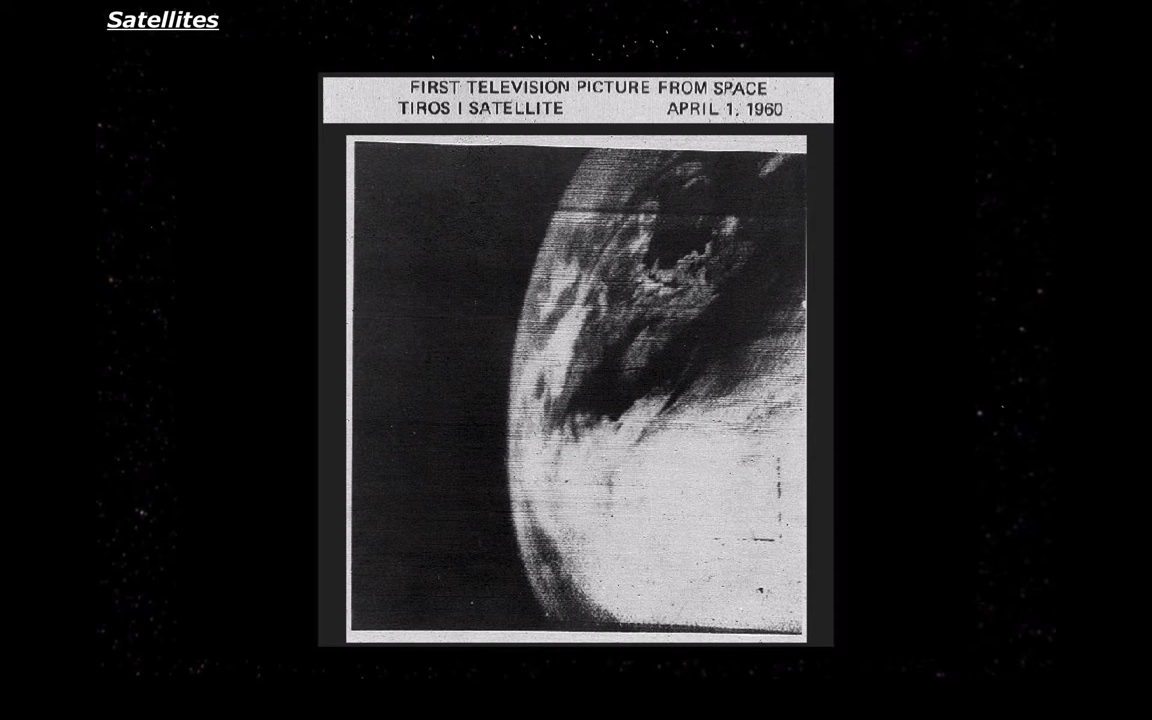 Satellites
FIRST TELEVISION PICTURE FROM SPACE
TIROS I SATELLITE APRIL 1, 1960